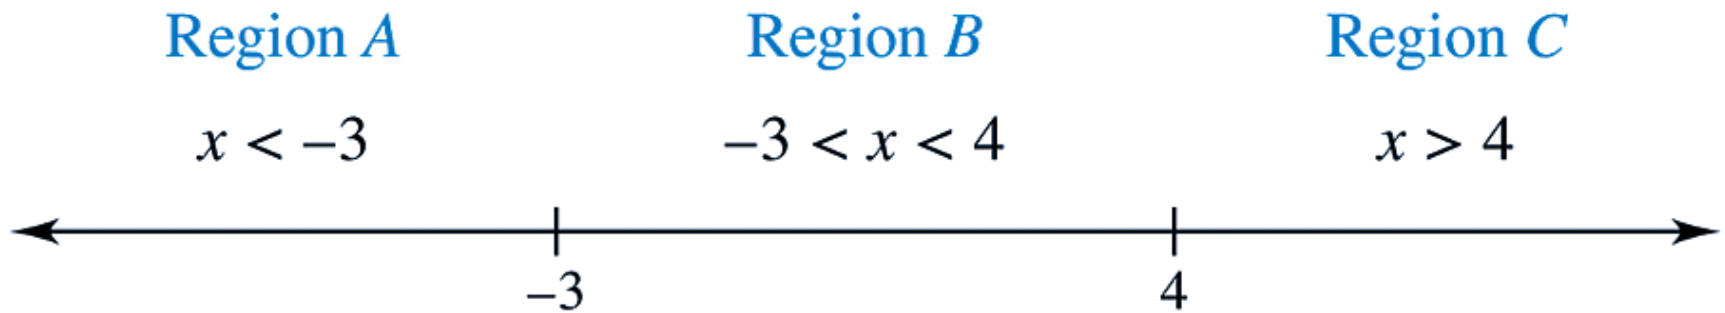 Region A Region B Region C
x < –3 –3 < x < 4 x > 4
–3 4